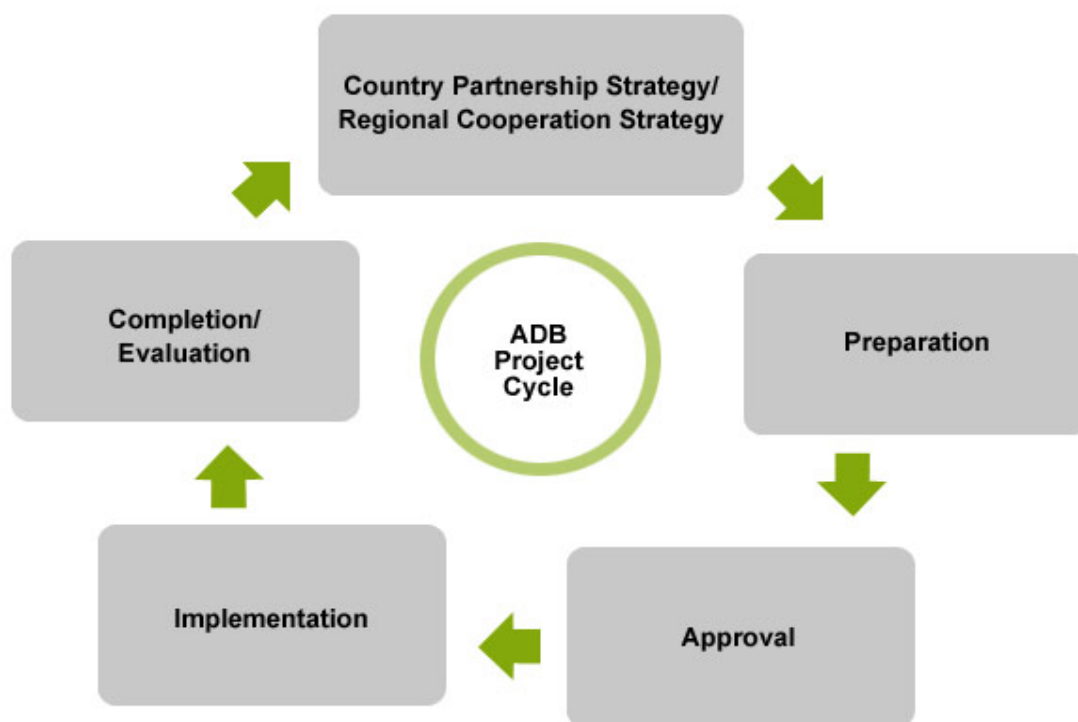 Country Partnership Strategy/
Regional Cooperation Strategy
Preparation
Approval
Implementation
Completion/
Evaluation
ADB
Project
Cycle